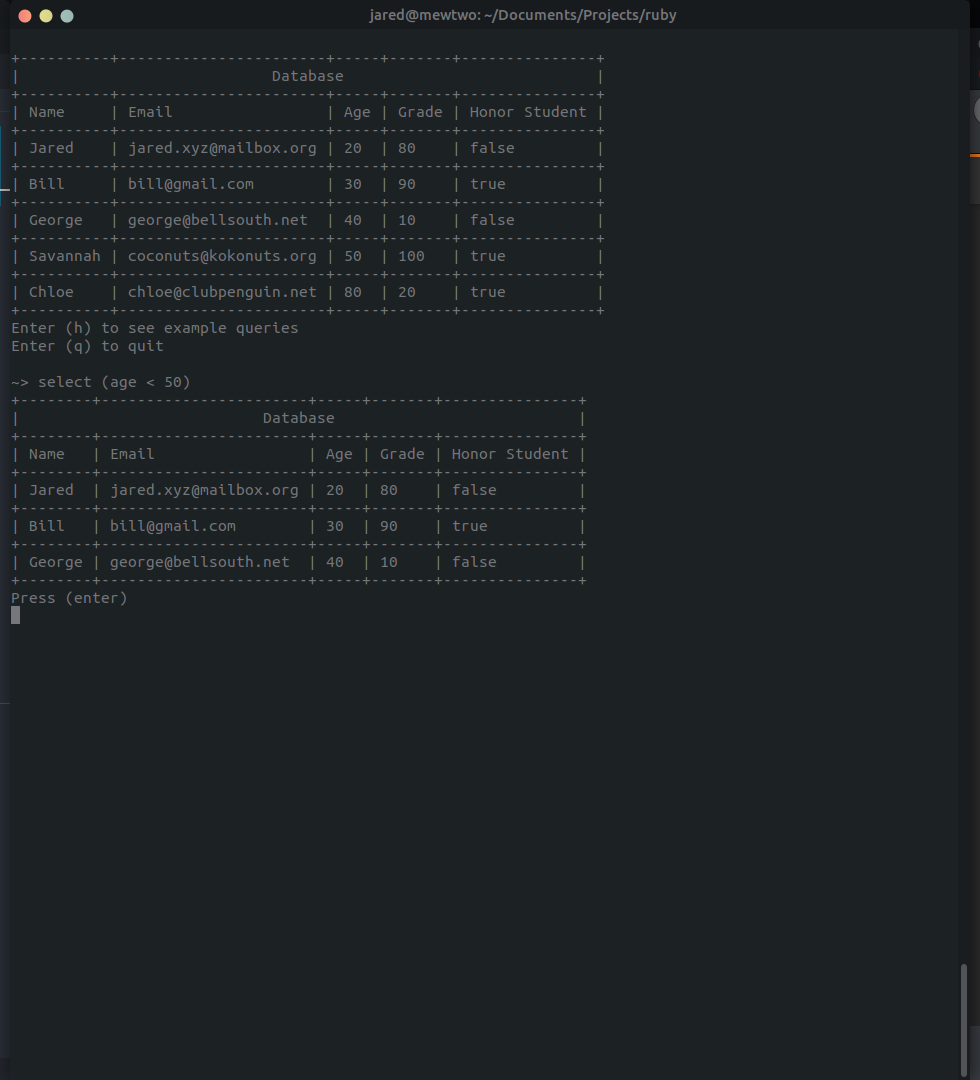 jared@mewtwo: ~/Documents/Projects/ruby
+----------+-----------------------+-----+-------+---------------+
|                            Database                            |
+----------+-----------------------+-----+-------+---------------+
| Name     | Email                 | Age | Grade | Honor Student |
+----------+-----------------------+-----+-------+---------------+
| Jared    | jared.xyz@mailbox.org | 20  | 80    | false         |
+----------+-----------------------+-----+-------+---------------+
| Bill     | bill@gmail.com        | 30  | 90    | true          |
+----------+-----------------------+-----+-------+---------------+
| George   | george@bellsouth.net  | 40  | 10    | false         |
+----------+-----------------------+-----+-------+---------------+
| Savannah | coconuts@kokonuts.org | 50  | 100   | true          |
+----------+-----------------------+-----+-------+---------------+
| Chloe    | chloe@clubpenguin.net | 80  | 20    | true          |
+----------+-----------------------+-----+-------+---------------+
Enter (h) to see example queries
Enter (q) to quit
~> select (age < 50)
+--------+-----------------------+-----+-------+---------------+
|                           Database                           |
+--------+-----------------------+-----+-------+---------------+
| Name   | Email                 | Age | Grade | Honor Student |
+--------+-----------------------+-----+-------+---------------+
| Jared  | jared.xyz@mailbox.org | 20  | 80    | false         |
+--------+-----------------------+-----+-------+---------------+
| Bill   | bill@gmail.com        | 30  | 90    | true          |
+--------+-----------------------+-----+-------+---------------+
| George | george@bellsouth.net  | 40  | 10    | false         |
+--------+-----------------------+-----+-------+---------------+
Press (enter)